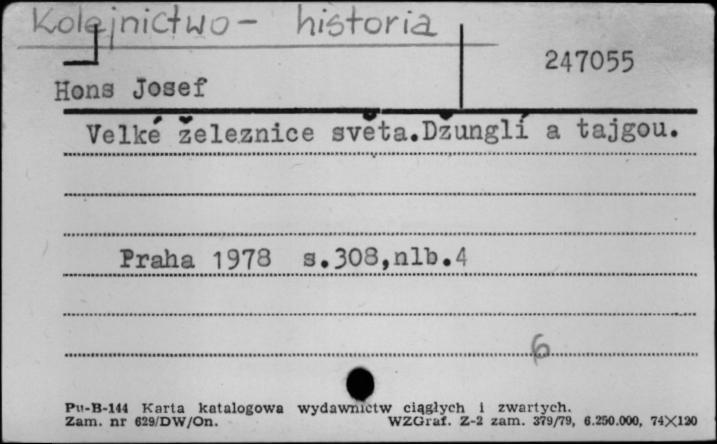 Kolejnictwo - historia
247055
Hons Josef
Velké železnice světa.Džunglí a tajgou.
Praha 1978 s.308,nlb.4
6
Pu-B-144 Karta katalogowa wydawnictw ciągłych i zwartych.
Zam. nr 629/DW/On. WZGraf. Z-2 zam. 379/79, 6.250.000, 74X120